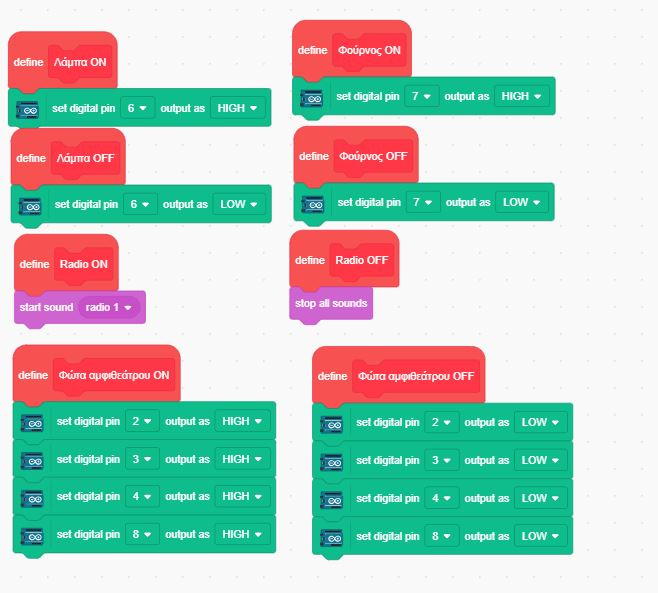 define Λάμπα ON
set digital pin 6 output as HIGH
define Λάμπα OFF
set digital pin 6 output as LOW
define Radio ON
start sound radio 1
define Φώτα αμφιθεάτρου ON
set digital pin 2 output as HIGH
set digital pin 3 output as HIGH
set digital pin 4 output as HIGH
set digital pin 8 output as HIGH
define Φούρνος ON
set digital pin 7 output as HIGH
define Φούρνος OFF
set digital pin 7 output as LOW
define Radio OFF
stop all sounds
define Φώτα αμφιθεάτρου OFF
set digital pin 2 output as LOW
set digital pin 3 output as LOW
set digital pin 4 output as LOW
set digital pin 8 output as LOW